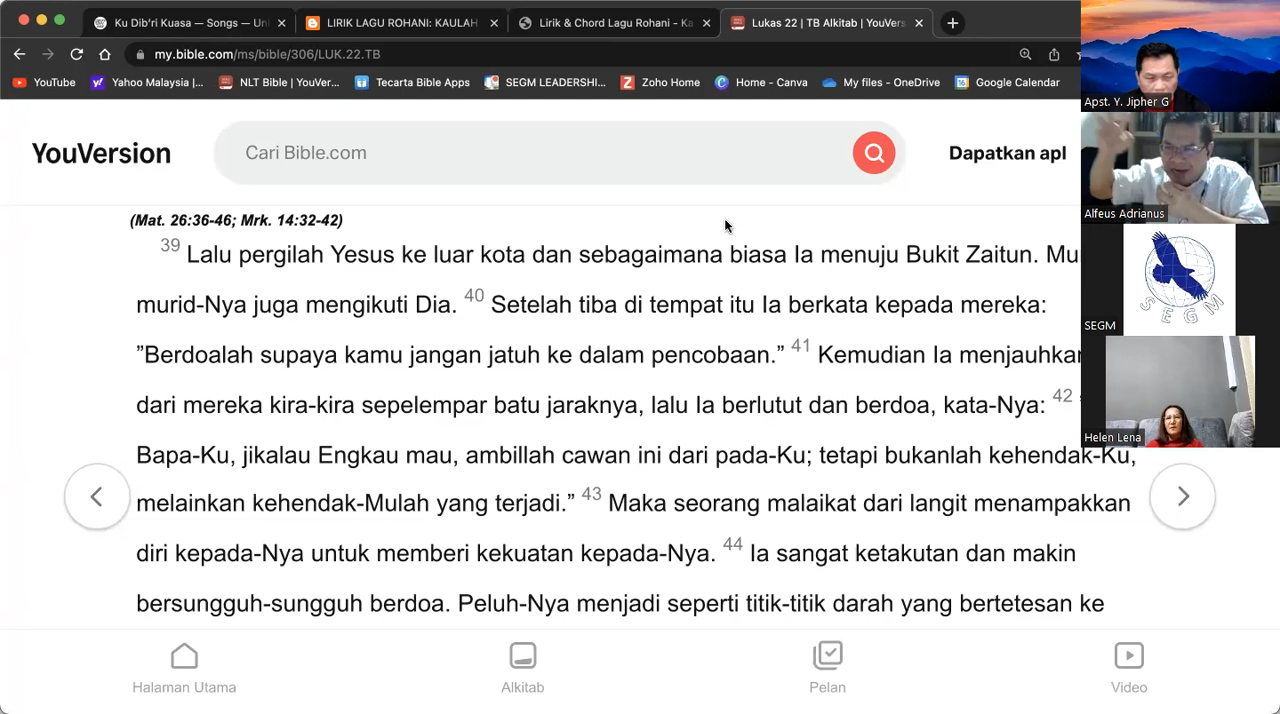 Ku Dib'ri Kuasa — Songs — Un
LIRIK LAGU ROHANI: KAULAH
Lirik & Chord Lagu Rohani - Ka
Lukas 22 | TB Alkitab | YouVers
my.bible.com/ms/bible/306/LUK.22.TB
YouTube
Yahoo Malaysia |...
NLT Bible | YouVer...
Tecarta Bible Apps
SEGM LEADERSHI...
Zoho Home
Home - Canva
My files - OneDrive
Google Calendar
YouVersion
Cari Bible.com
Dapatkan apl
(Mat. 26:36-46; Mrk. 14:32-42)
39 Lalu pergilah Yesus ke luar kota dan sebagaimana biasa Ia menuju Bukit Zaitun. Mu
murid-Nya juga mengikuti Dia. 40 Setelah tiba di tempat itu Ia berkata kepada mereka:
”Berdoalah supaya kamu jangan jatuh ke dalam pencobaan.” 41 Kemudian Ia menjauhkan
dari mereka kira-kira sepelempar batu jaraknya, lalu Ia berlutut dan berdoa, kata-Nya: 42
Bapa-Ku, jikalau Engkau mau, ambillah cawan ini dari pada-Ku; tetapi bukanlah kehendak-Ku,
melainkan kehendak-Mulah yang terjadi.” 43 Maka seorang malaikat dari langit menampakkan
diri kepada-Nya untuk memberi kekuatan kepada-Nya. 44 Ia sangat ketakutan dan makin
bersungguh-sungguh berdoa. Peluh-Nya menjadi seperti titik-titik darah yang bertetesan ke
Halaman Utama
Alkitab
Pelan
Video
Apst. Y. Jipher G
Alfeus Adrianus
SEGM
SEGM
Helen Lena